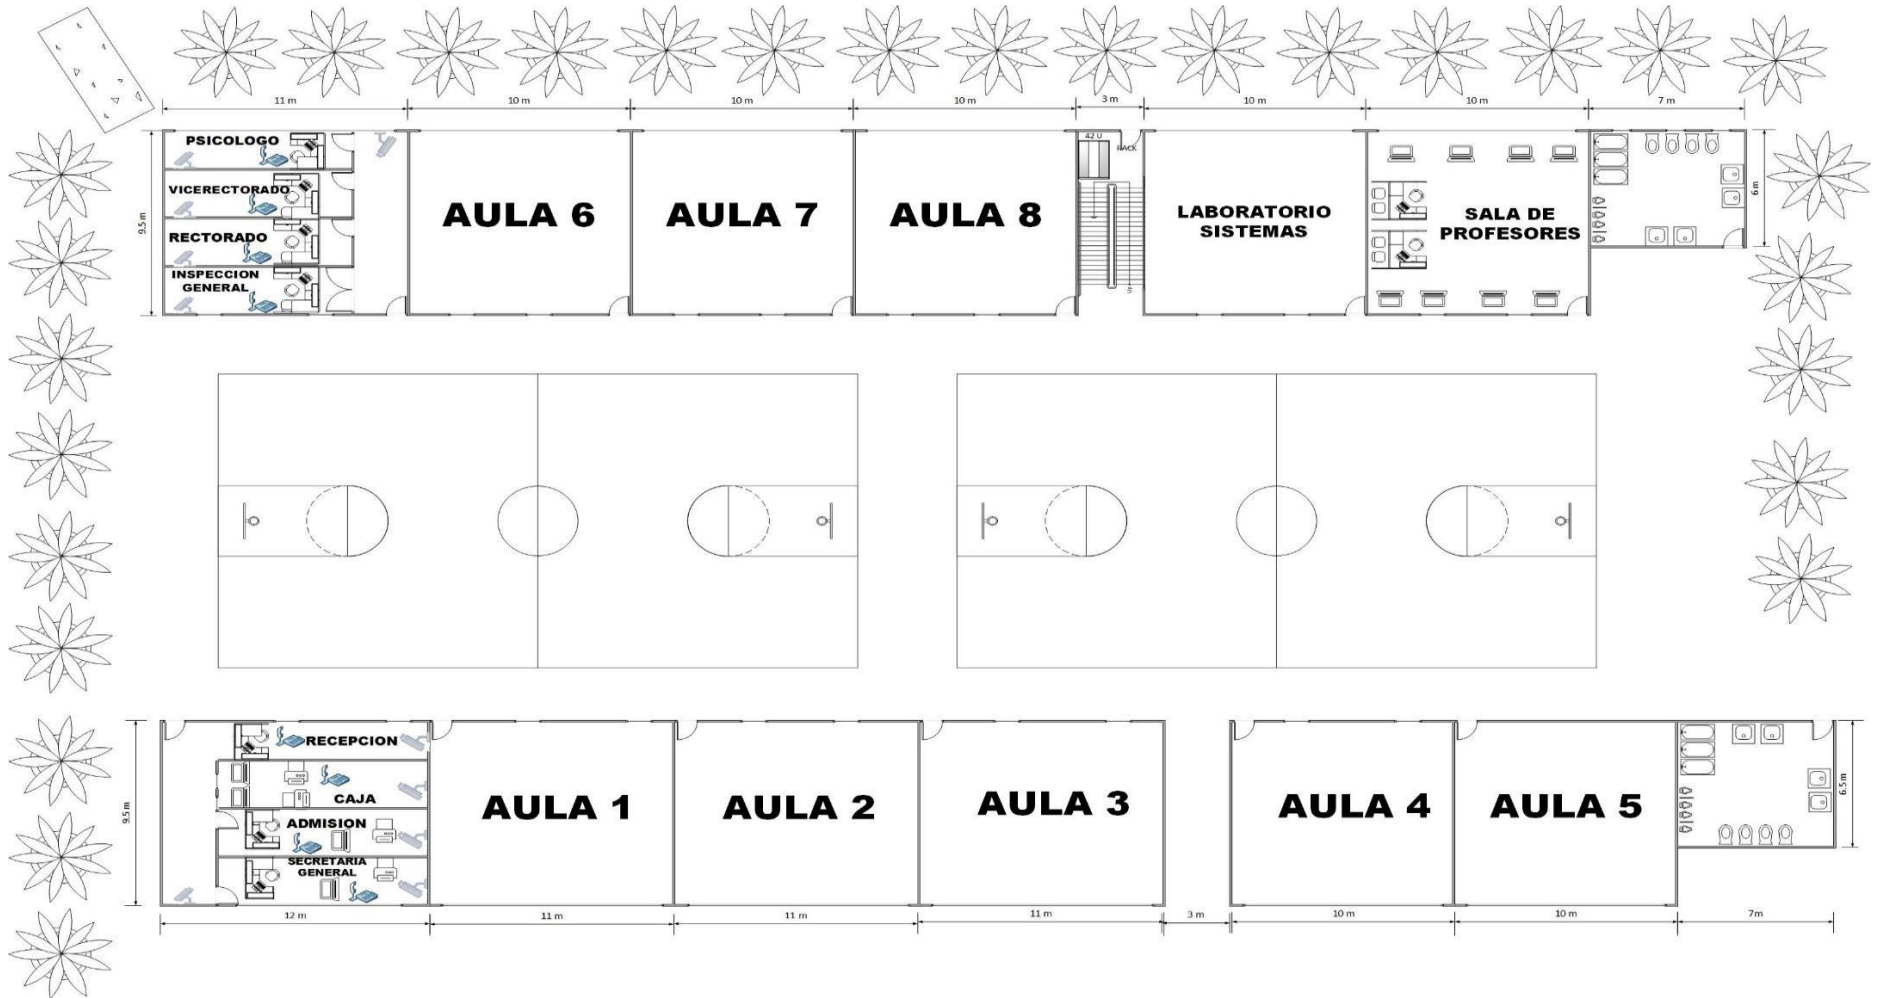 11 m
10 m
10 m
10 m
3 m
10 m
10 m
7 m
9.5 m
PSICOLOGO
VICERECTORADO
RECTORADO
INSPECCION
GENERAL
AULA 6
AULA 7
AULA 8
42 U
RACK
S
LABORATORIO
SISTEMAS
SALA DE
PROFESORES
6 m
9.5 m
RECEPCION
CAJA
ADMISION
SECRETARIA
GENERAL
AULA 1
AULA 2
AULA 3
AULA 4
AULA 5
6.5 m
12 m
11 m
11 m
11 m
3 m
10 m
10 m
7m